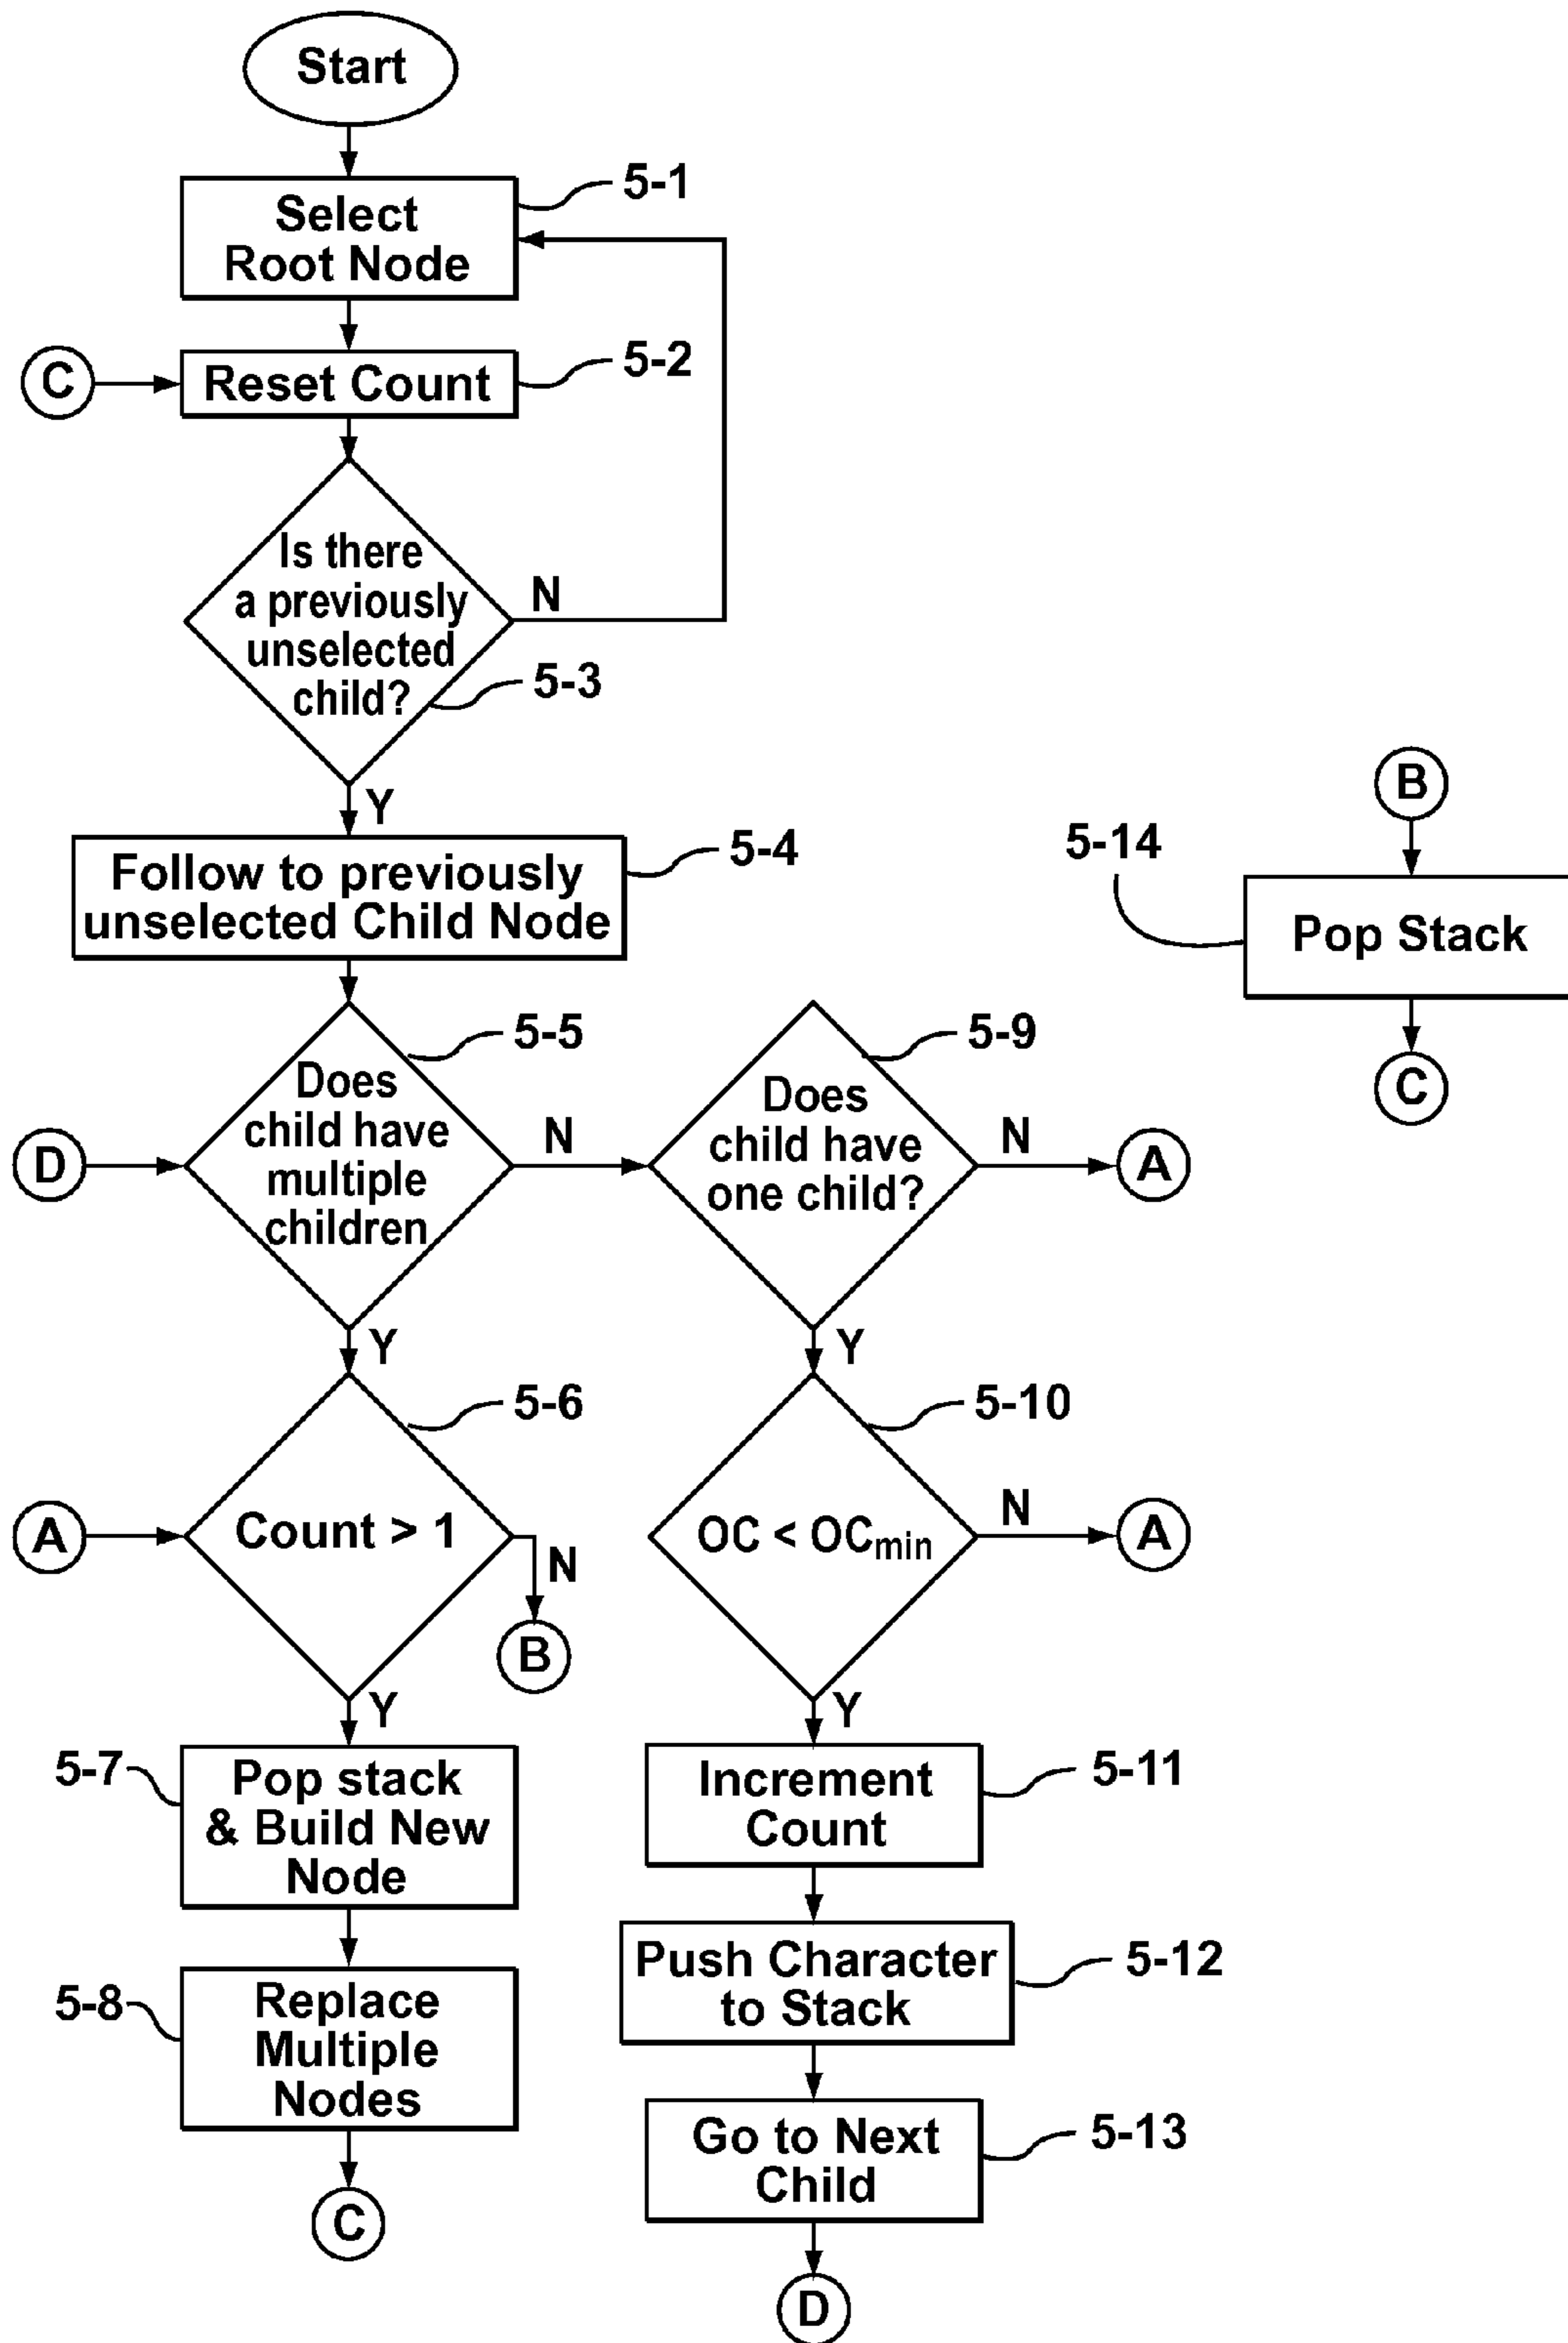 Start
Select
Root Node
5-1
C
Reset Count
5-2
Is there
a previously
unselected
child?
N
5-3
Y
Follow to previously
unselected Child Node
5-4
B
5-14
Pop Stack
C
D
Does
child have
multiple
children
5-5
N
Y
Does
child have
one child?
5-9
N
A
Y
A
Count > 1
5-6
N
B
Y
OC < OCmin
5-10
N
A
Y
5-7
Pop stack
& Build New
Node
5-8
Replace
Multiple
Nodes
C
Increment
Count
5-11
Push Character
to Stack
5-12
Go to Next
Child
5-13
D